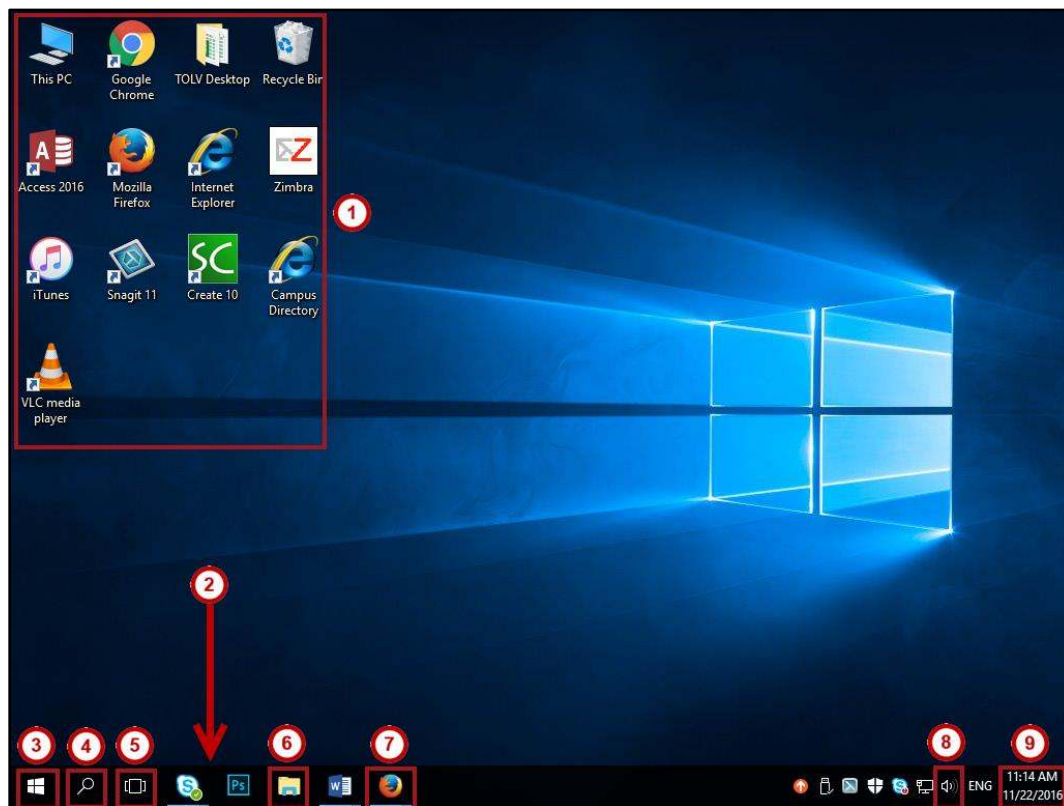 This PC
Google
Chrome
TOLV Desktop
Recycle Bin
A
Z
Access 2016
Mozilla
Firefox
Internet
Explorer
Zimbra
1
SC
iTunes
Snagit 11
Create 10
Campus
Directory
VLC media
player
2
3
4
5
6
7
8
9
S
Ps
W
S
ENG
11:14 AM
11/22/2016